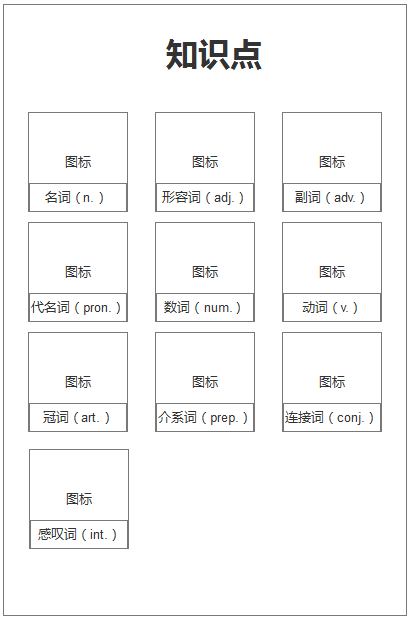 知识点
图标 图标 图标
名词（n. ） 形容词（adj. ） 副词（adv. ）
图标 图标 图标
代名词（pron. ） 数词（num. ） 动词（v. ）
图标 图标 图标
冠词（art. ） 介系词（prep. ） 连接词（conj. ）
图标
感叹词（int. ）